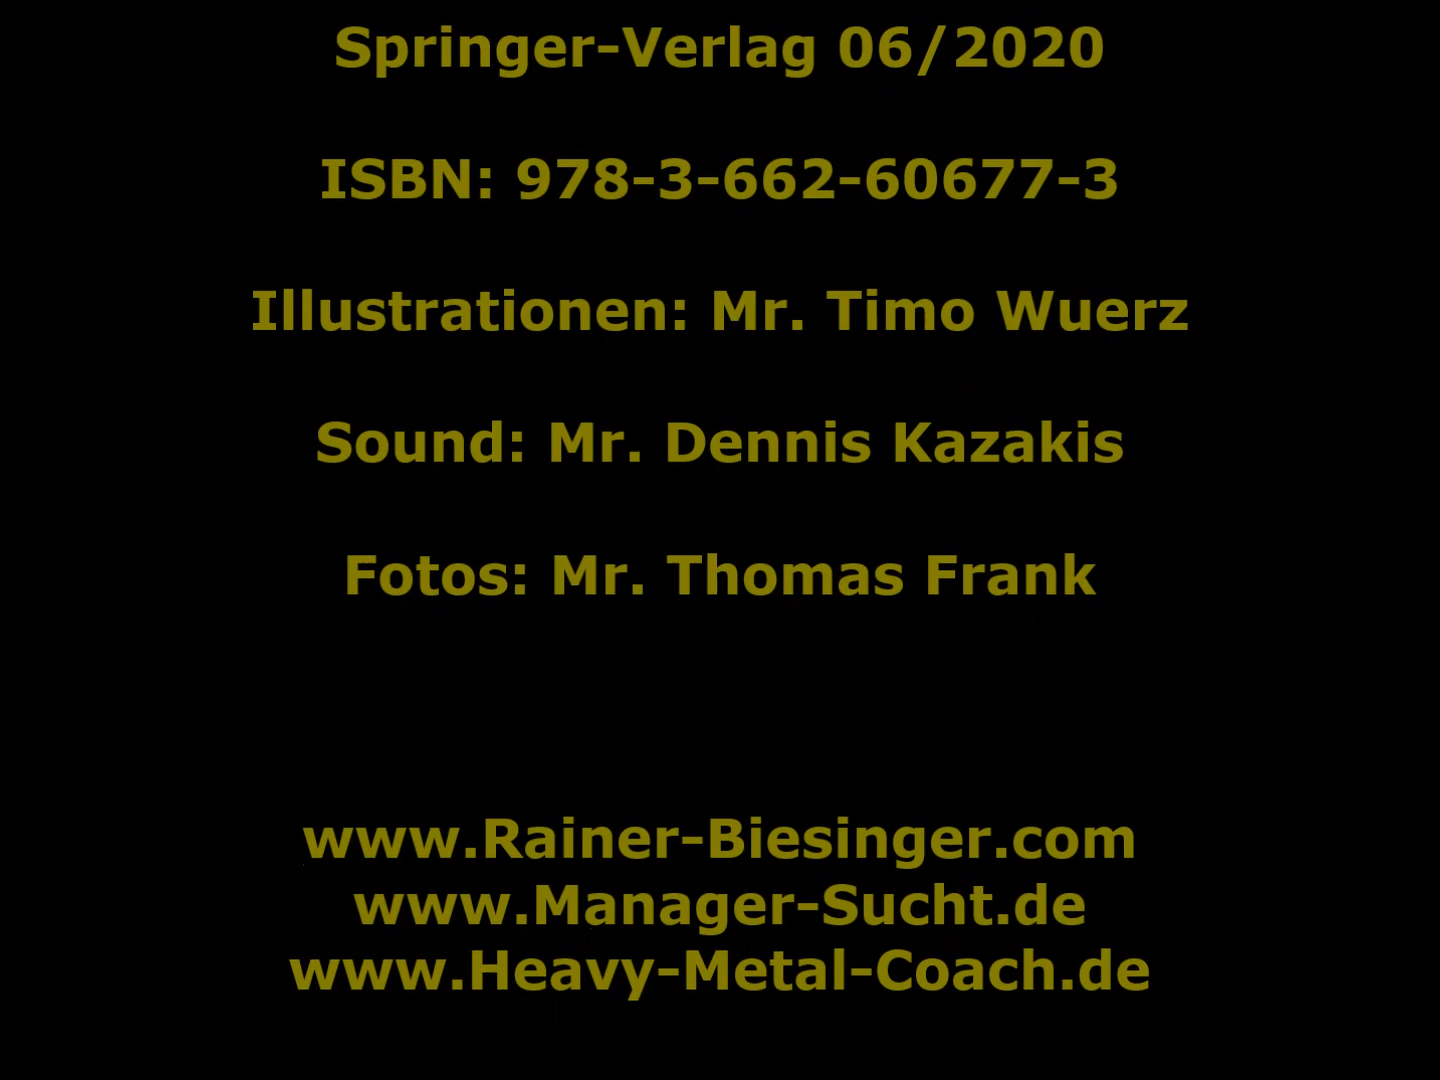 Springer-Verlag 06/2020
ISBN: 978-3-662-60677-3
Illustrationen: Mr. Timo Wuerz
Sound: Mr. Dennis Kazakis
Fotos: Mr. Thomas Frank
www.Rainer-Biesinger.com
www.Manager-Sucht.de
www.Heavy-Metal-Coach.de